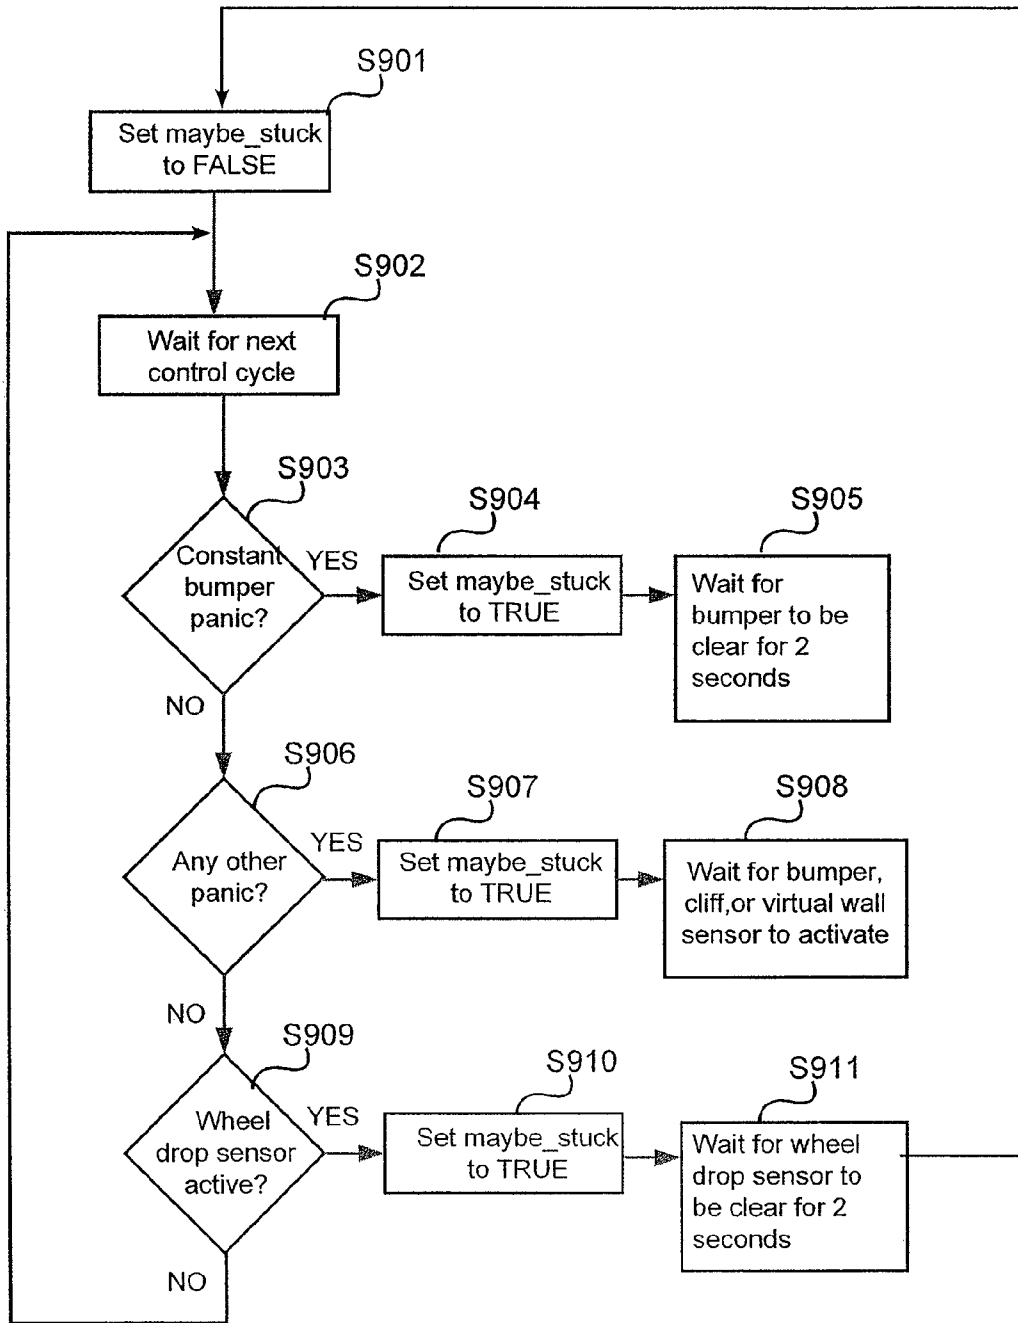 S901
Set maybe_stuck
to FALSE
S902
Wait for next
control cycle
S903
Constant
bumper
panic?
YES
NO
S904
Set maybe_stuck
to TRUE
S905
Wait for
bumper to be
clear for 2
seconds
S906
Any other
panic?
YES
NO
S907
Set maybe_stuck
to TRUE
S908
Wait for bumper,
cliff,or virtual wall
sensor to activate
S909
Wheel
drop sensor
active?
YES
NO
S910
Set maybe_stuck
to TRUE
S911
Wait for wheel
drop sensor to
be clear for 2
seconds